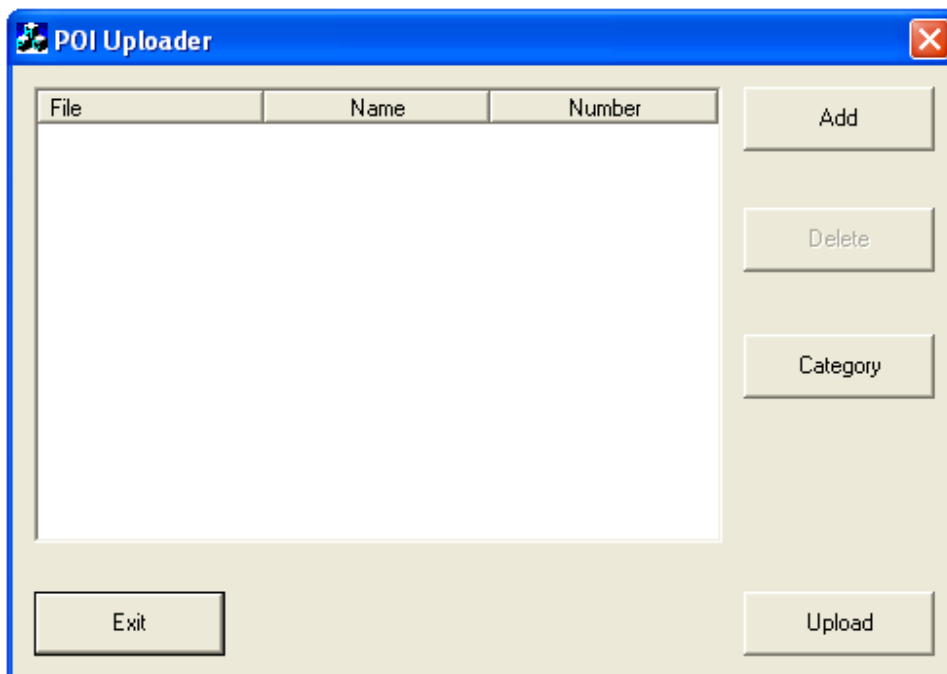 POI Uploader
File Name Number
Add
Delete
Category
Exit Upload